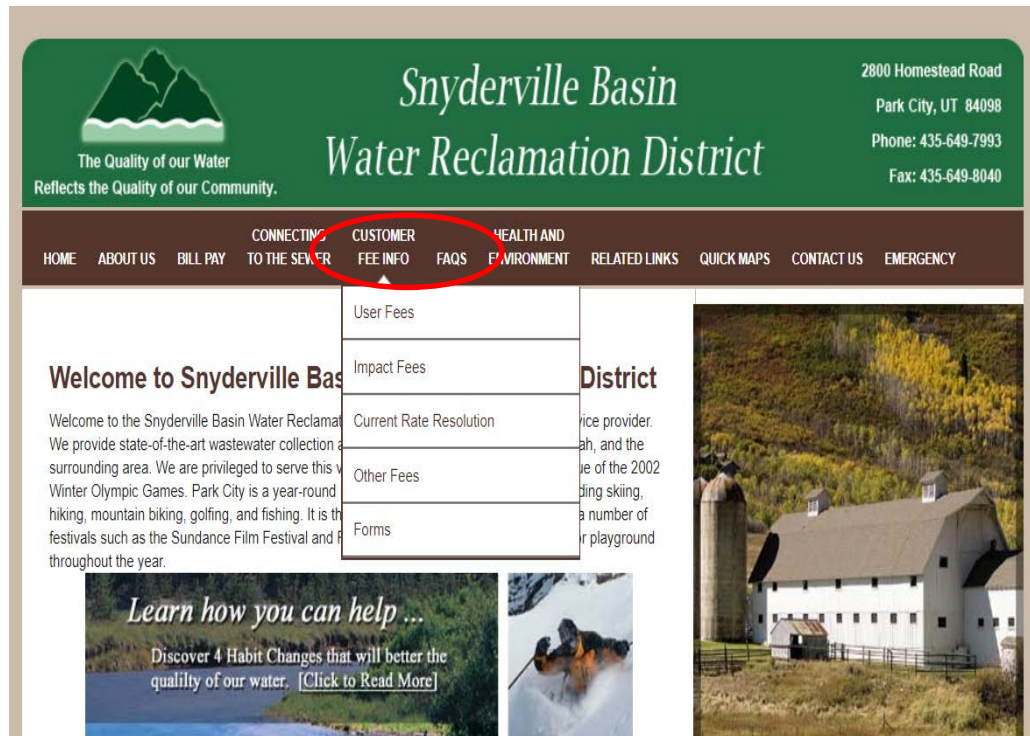 The Quality of our Water
Reflects the Quality of our Community.
Snyderville Basin
Water Reclamation District
2800 Homestead Road
Park City, UT 84098
Phone: 435-649-7993
Fax: 435-649-8040
HOME ABOUT US BILL PAY CONNECTING TO THE SEWER CUSTOMER FEE INFO FAQS HEALTH AND ENVIRONMENT RELATED LINKS QUICK MAPS CONTACT US EMERGENCY
User Fees
Impact Fees
Current Rate Resolution
Other Fees
Forms
Welcome to Snyderville Bas District
Welcome to the Snyderville Basin Water Reclamat vice provider.
We provide state-of-the-art wastewater collection a ah, and the
surrounding area. We are privileged to serve this v ue of the 2002
Winter Olympic Games. Park City is a year-round ding skiing,
hiking, mountain biking, golfing, and fishing. It is th a number of
festivals such as the Sundance Film Festival and r playground
throughout the year.
Learn how you can help ...
Discover 4 Habit Changes that will better the
qualilty of our water. [Click to Read More]